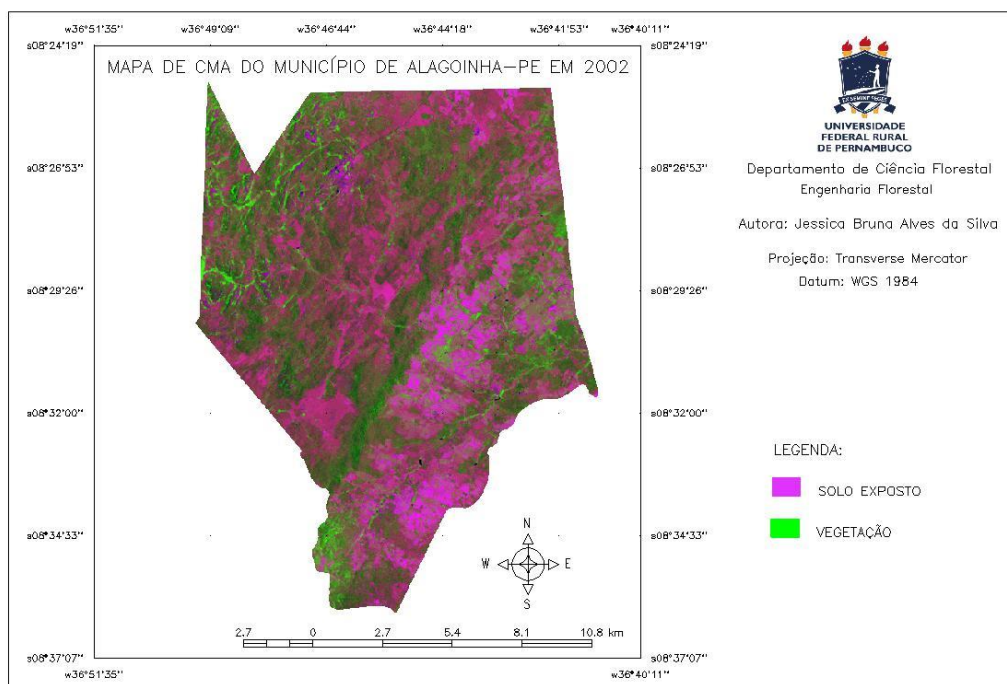 w36°51'35" w36°49'09" w36°46'44" w36°44'18" w36°41'53" w36°40'11"
s08°24'19" s08°24'19"
MAPA DE CMA DO MUNICÍPIO DE ALAGOINHA-PE EM 2002
UNIVERSIDADE
FEDERAL RURAL
DE PERNAMBUCO
s08°26'53" s08°26'53"
Departamento de Ciência Florestal
Engenharia Florestal
Autora: Jessica Bruna Alves da Silva
Projeção: Transverse Mercator
Datum: WGS 1984
s08°29'26" s08°29'26"
s08°32'00" s08°32'00"
LEGENDA:
SOLO EXPOSTO
VEGETAÇÃO
s08°34'33" s08°34'33"
N
W E
S
2.7 0 2.7 5.4 8.1 10.8 km
s08°37'07" s08°37'07"
w36°51'35" w36°40'11"